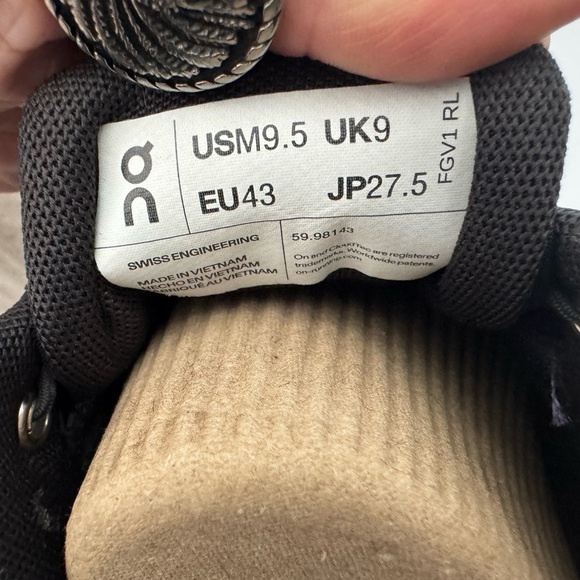 USM9.5 UK9
EU43 JP27.5
FGV1 RL
SWISS ENGINEERING
MADE IN VIETNAM
HECHO EN VIETNAM
FABRIQUÉ AU VIETNAM
59.98143
On and CloudTec are registered
trademarks. Worldwide patents.
on-running.com